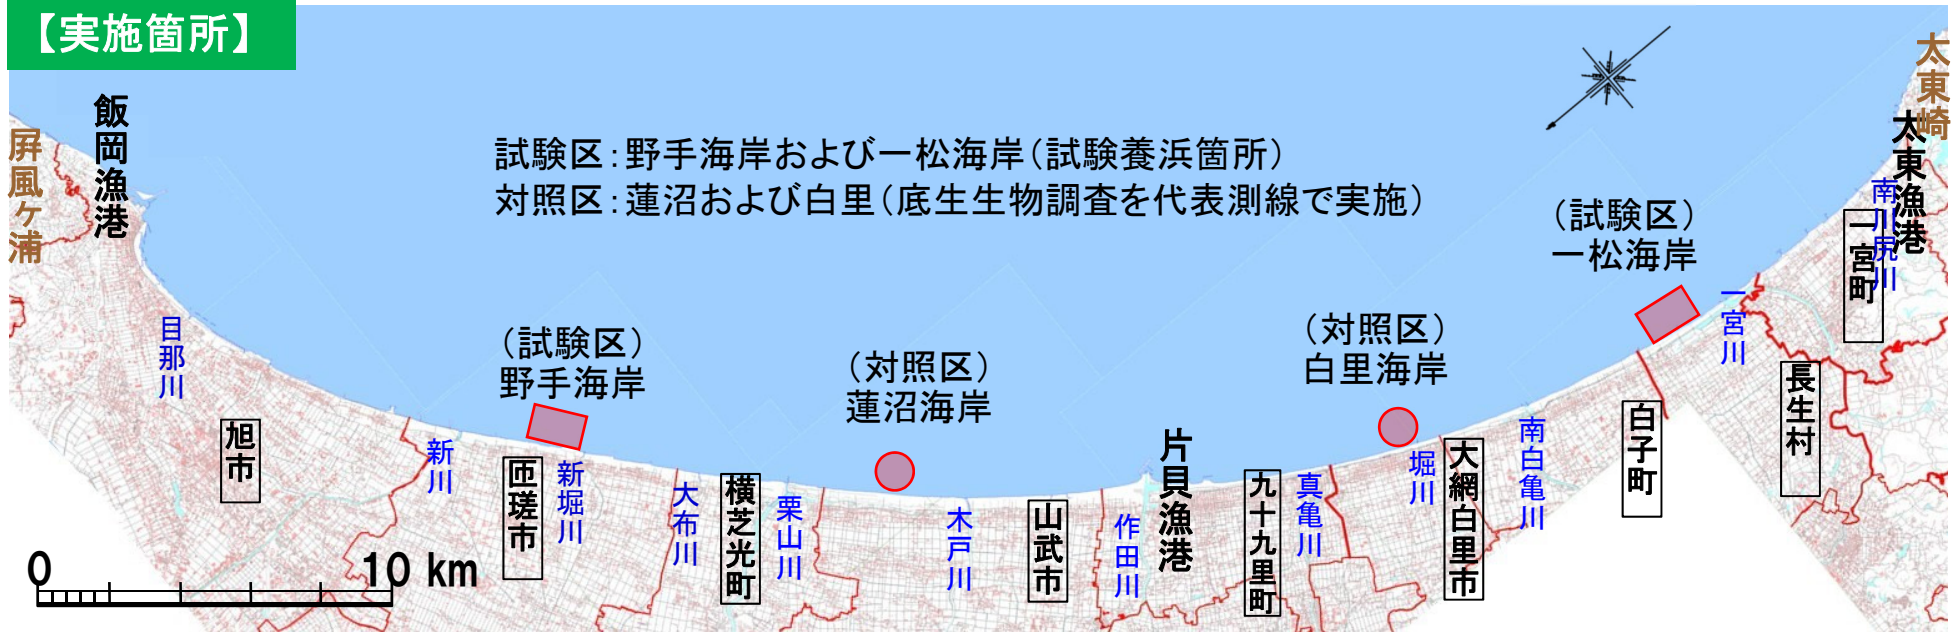 【実施箇所】
試験区：野手海岸および一松海岸（試験養浜箇所）
対照区：蓮沼および白里（底生生物調査を代表測線で実施）
屛風ヶ浦
飯岡漁港
目那川
旭市
新川
（試験区）
野手海岸
匝瑳市
新堀川
大布川
横芝光町
栗山川
（対照区）
蓮沼海岸
木戸川
山武市
作田川
片貝漁港
九十九里町
真亀川
（対照区）
白里海岸
堀川
大網白里市
南白亀川
（試験区）
一松海岸
白子町
一宮川
長生村
一宮町
南川尻川
太東漁港
太東崎
0
10 km